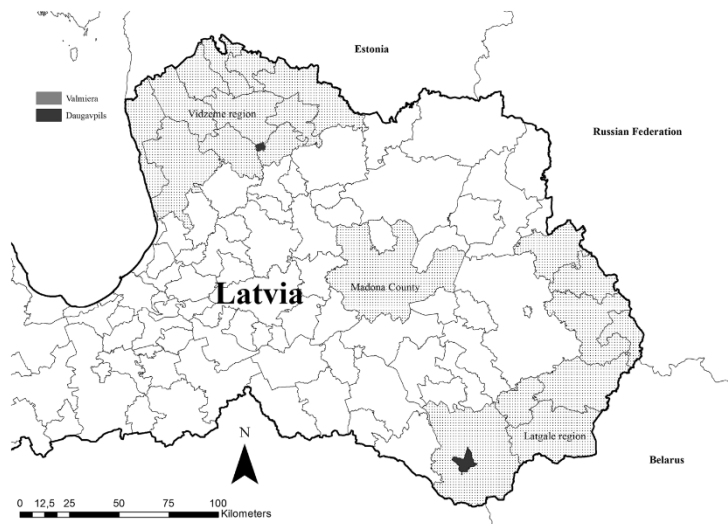 Estonia
Valmiera
Daugavpils
Vidzeme region
Russian Federation
Madona County
Latvia
N
Latgale region
Belarus
0 12,5 25 50 75 100
Kilometers